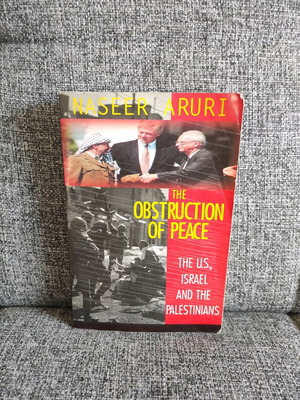 NASEER ARURI
THE
OBSTRUCTION
OF PEACE
THE U.S.,
ISRAEL
AND THE
PALESTINIANS